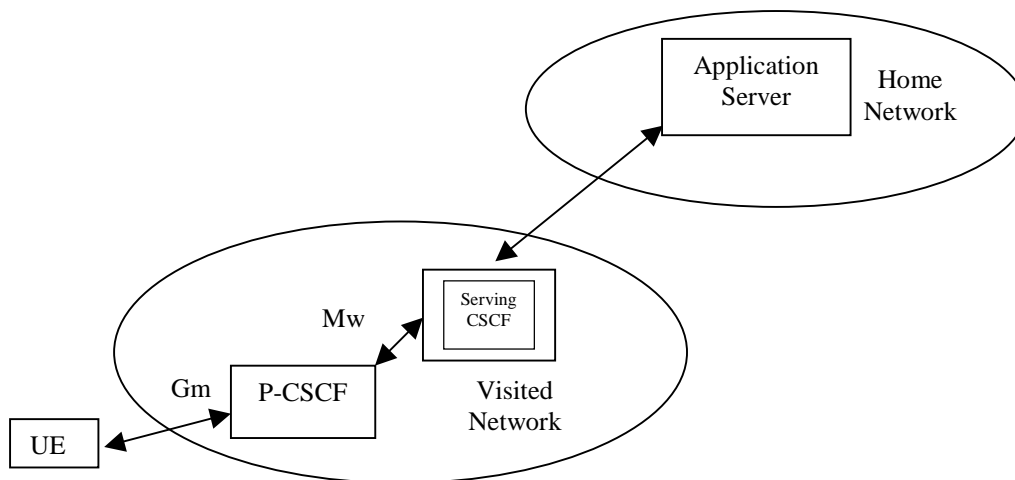 Application
Server
Home
Network
Serving
CSCF
Mw
Gm
P-CSCF
Visited
Network
UE